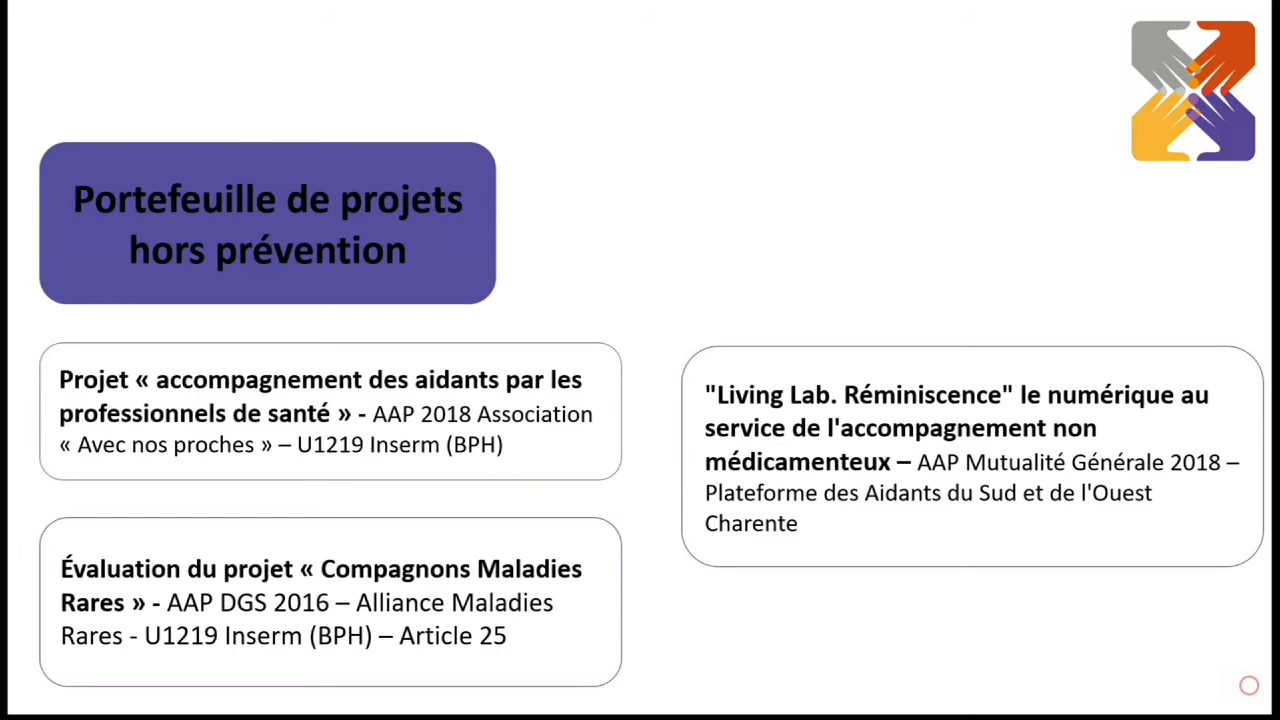 Portefeuille de projets
hors prévention
Projet « accompagnement des aidants par les
professionnels de santé » - AAP 2018 Association
« Avec nos proches » – U1219 Inserm (BPH)
Évaluation du projet « Compagnons Maladies
Rares » - AAP DGS 2016 – Alliance Maladies
Rares - U1219 Inserm (BPH) – Article 25
"Living Lab. Réminiscence" le numérique au
service de l'accompagnement non
médicamenteux – AAP Mutualité Générale 2018 –
Plateforme des Aidants du Sud et de l'Ouest
Charente